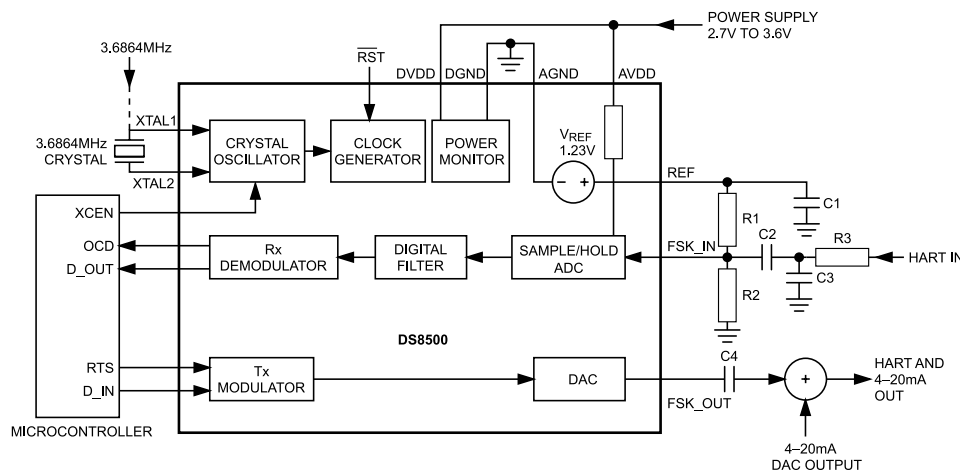 POWER SUPPLY
2.7V TO 3.6V
3.6864MHz
RST
DVDD
DGND
AGND
AVDD
XTAL1
3.6864MHz
CRYSTAL
XTAL2
CRYSTAL
OSCILLATOR
CLOCK
GENERATOR
POWER
MONITOR
VREF
1.23V
REF
XCEN
OCD
D_OUT
Rx
DEMODULATOR
DIGITAL
FILTER
SAMPLE/HOLD
ADC
FSK_IN
R1
C1
C2
R3
HART IN
C3
R2
DS8500
RTS
D_IN
Tx
MODULATOR
DAC
C4
FSK_OUT
+
HART AND
4–20mA
OUT
MICROCONTROLLER
4–20mA
DAC OUTPUT